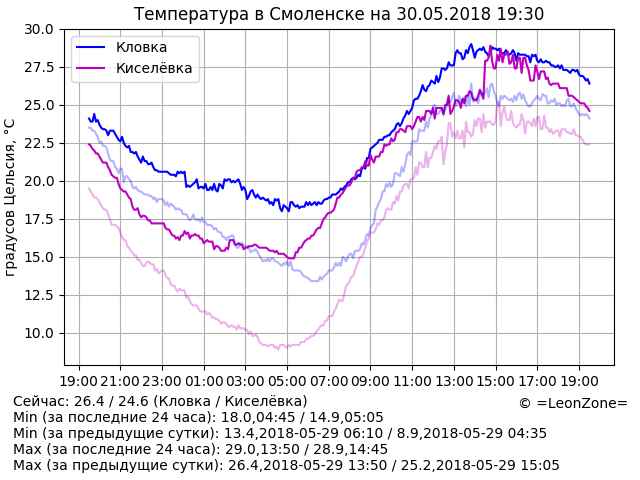 Температура в Смоленске на 30.05.2018 19:30
Кловка
Киселёвка
градусов Цельсия, °C
30.0
27.5
25.0
22.5
20.0
17.5
15.0
12.5
10.0
19:00 21:00 23:00 01:00 03:00 05:00 07:00 09:00 11:00 13:00 15:00 17:00 19:00
Сейчас: 26.4 / 24.6 (Кловка / Киселёвка)
© =LeonZone=
Min (за последние 24 часа): 18.0,04:45 / 14.9,05:05
Min (за предыдущие сутки): 13.4,2018-05-29 06:10 / 8.9,2018-05-29 04:35
Max (за последние 24 часа): 29.0,13:50 / 28.9,14:45
Max (за предыдущие сутки): 26.4,2018-05-29 13:50 / 25.2,2018-05-29 15:05